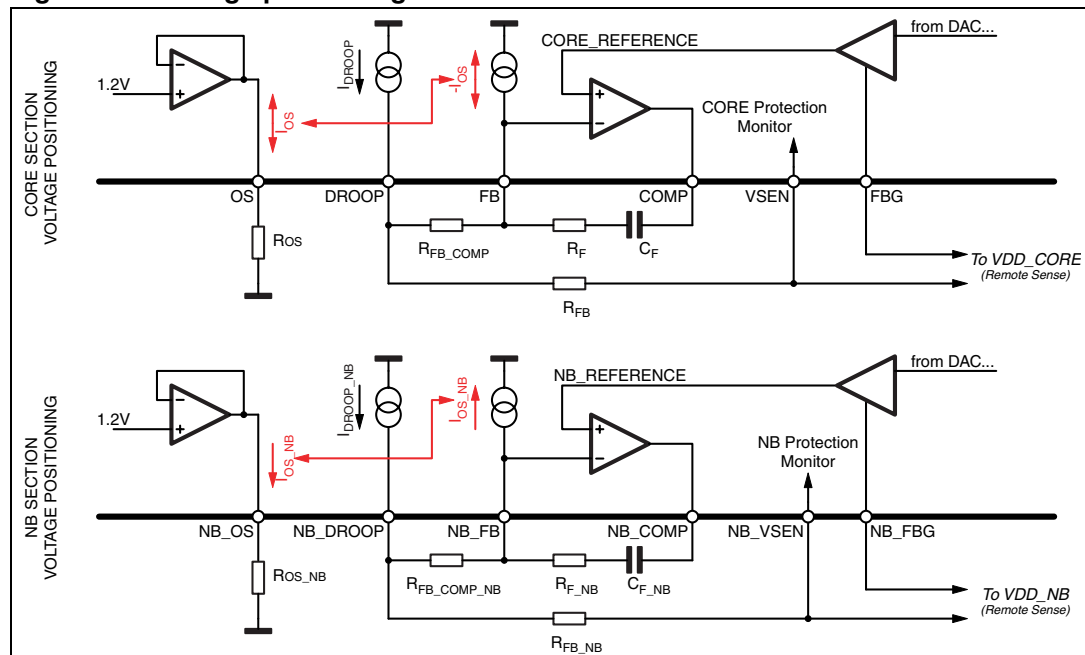 CORE SECTION
VOLTAGE POSITIONING
1.2V
IOS
IDROOP
-IOS
CORE_REFERENCE
from DAC...
CORE Protection
Monitor
OS
DROOP
FB
COMP
VSEN
FBG
ROS
RFB_COMP
RF
CF
RFB
To VDD_CORE
(Remote Sense)
NB SECTION
VOLTAGE POSITIONING
1.2V
IOS_NB
IDROOP_NB
IOS_NB
NB_REFERENCE
from DAC...
NB Protection
Monitor
NB_OS
NB_DROOP
NB_FB
NB_COMP
NB_VSEN
NB_FBG
ROS_NB
RFB_COMP_NB
RF_NB
CF_NB
RFB_NB
To VDD_NB
(Remote Sense)